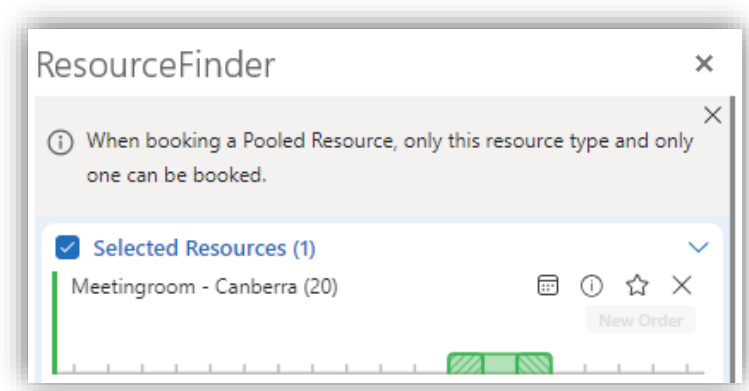 ResourceFinder
When booking a Pooled Resource, only this resource type and only
one can be booked.
Selected Resources (1)
Meetingroom - Canberra (20)
New Order